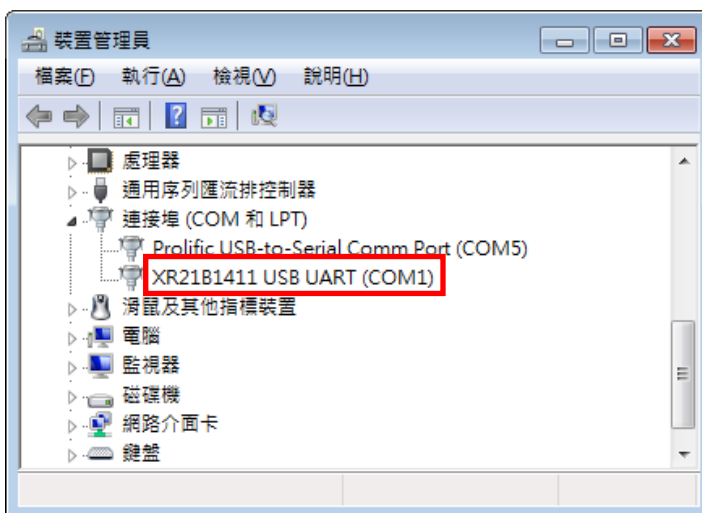 裝置管理員
檔案(F) 執行(A) 檢視(V) 說明(H)
處理器
通用序列匯流排控制器
連接埠 (COM 和 LPT)
Prolific USB-to-Serial Comm Port (COM5)
XR21B1411 USB UART (COM1)
滑鼠及其他指標裝置
電腦
監視器
磁碟機
網路介面卡
鍵盤